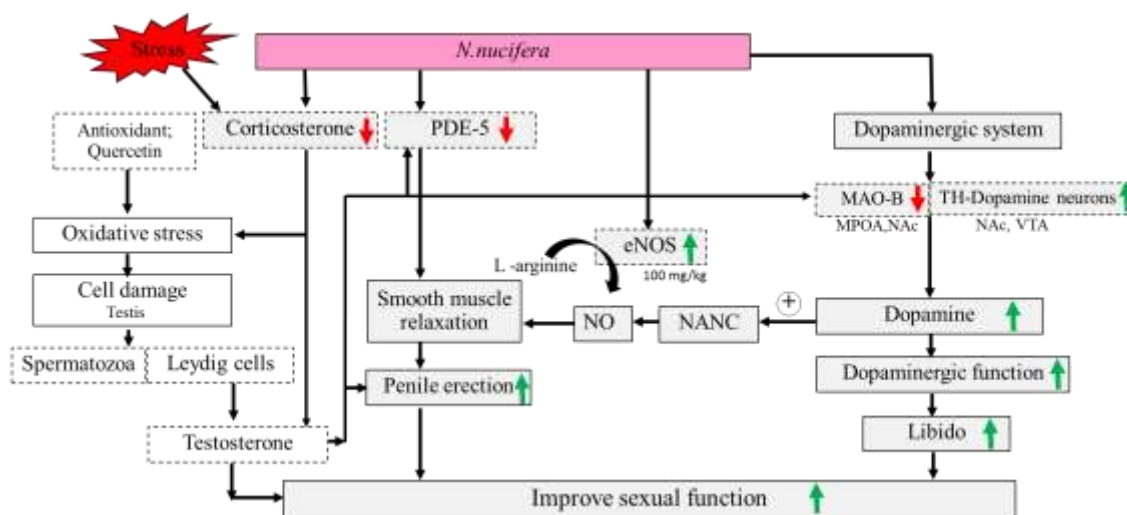 Stress
N.nucifera
Antioxidant;
Quercetin
Corticosterone
PDE-5
Dopaminergic system
MAO-B
TH-Dopamine neurons
MPOA,NAc
NAc, VTA
Oxidative stress
eNOS
L -arginine
100 mg/kg
Cell damage
Testis
Smooth muscle
relaxation
NO
NANC
+
Dopamine
Spermatozoa
Leydig cells
Penile erection
Dopaminergic function
Testosterone
Libido
Improve sexual function